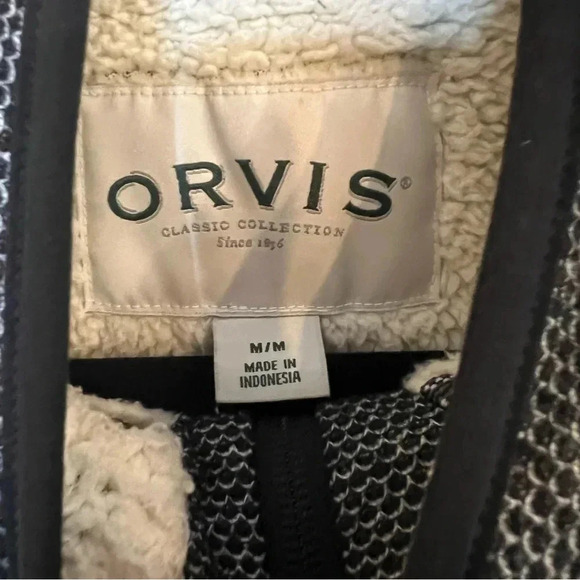 ORVIS®
CLASSIC COLLECTION
Since 1856
M/M
MADE IN
INDONESIA